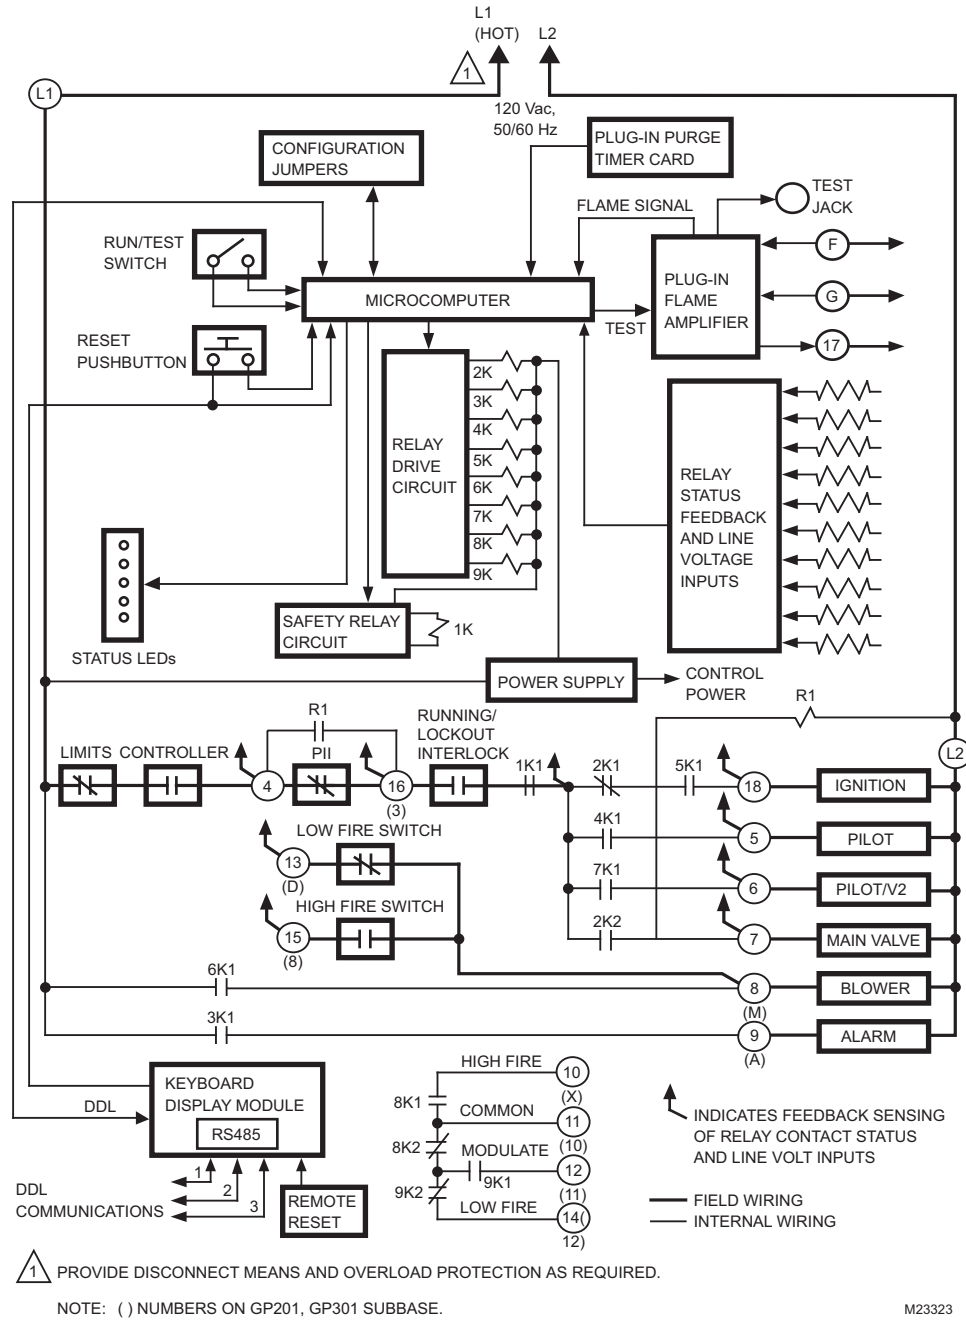 L1
(HOT)
L2
1
L1
120 Vac,
50/60 Hz
CONFIGURATION
JUMPERS
PLUG-IN PURGE
TIMER CARD
TEST
JACK
FLAME SIGNAL
RUN/TEST
SWITCH
F
PLUG-IN
FLAME
AMPLIFIER
G
MICROCOMPUTER
TEST
17
RESET
PUSHBUTTON
RELAY
DRIVE
CIRCUIT
2K
3K
4K
5K
6K
7K
8K
9K
RELAY
STATUS
FEEDBACK
AND LINE
VOLTAGE
INPUTS
STATUS LEDs
SAFETY RELAY
CIRCUIT
1K
POWER SUPPLY
CONTROL
POWER
R1
L2
R1
RUNNING/
LOCKOUT
INTERLOCK
LIMITS
CONTROLLER
PII
4
16
(3)
1K1
2K1
5K1
18
IGNITION
LOW FIRE SWITCH
13
(D)
4K1
5
PILOT
7K1
6
PILOT/V2
HIGH FIRE SWITCH
15
(8)
2K2
7
MAIN VALVE
6K1
8
(M)
BLOWER
3K1
9
(A)
ALARM
KEYBOARD
DISPLAY MODULE
RS485
DDL
1
2
3
DDL
COMMUNICATIONS
REMOTE
RESET
HIGH FIRE
10
(X)
8K1
COMMON
11
(10)
8K2
MODULATE
12
(11)
9K1
9K2
LOW FIRE
14(
12)
INDICATES FEEDBACK SENSING
OF RELAY CONTACT STATUS
AND LINE VOLT INPUTS
FIELD WIRING
INTERNAL WIRING
1 PROVIDE DISCONNECT MEANS AND OVERLOAD PROTECTION AS REQUIRED.
NOTE: ( ) NUMBERS ON GP201, GP301 SUBBASE.
M23323